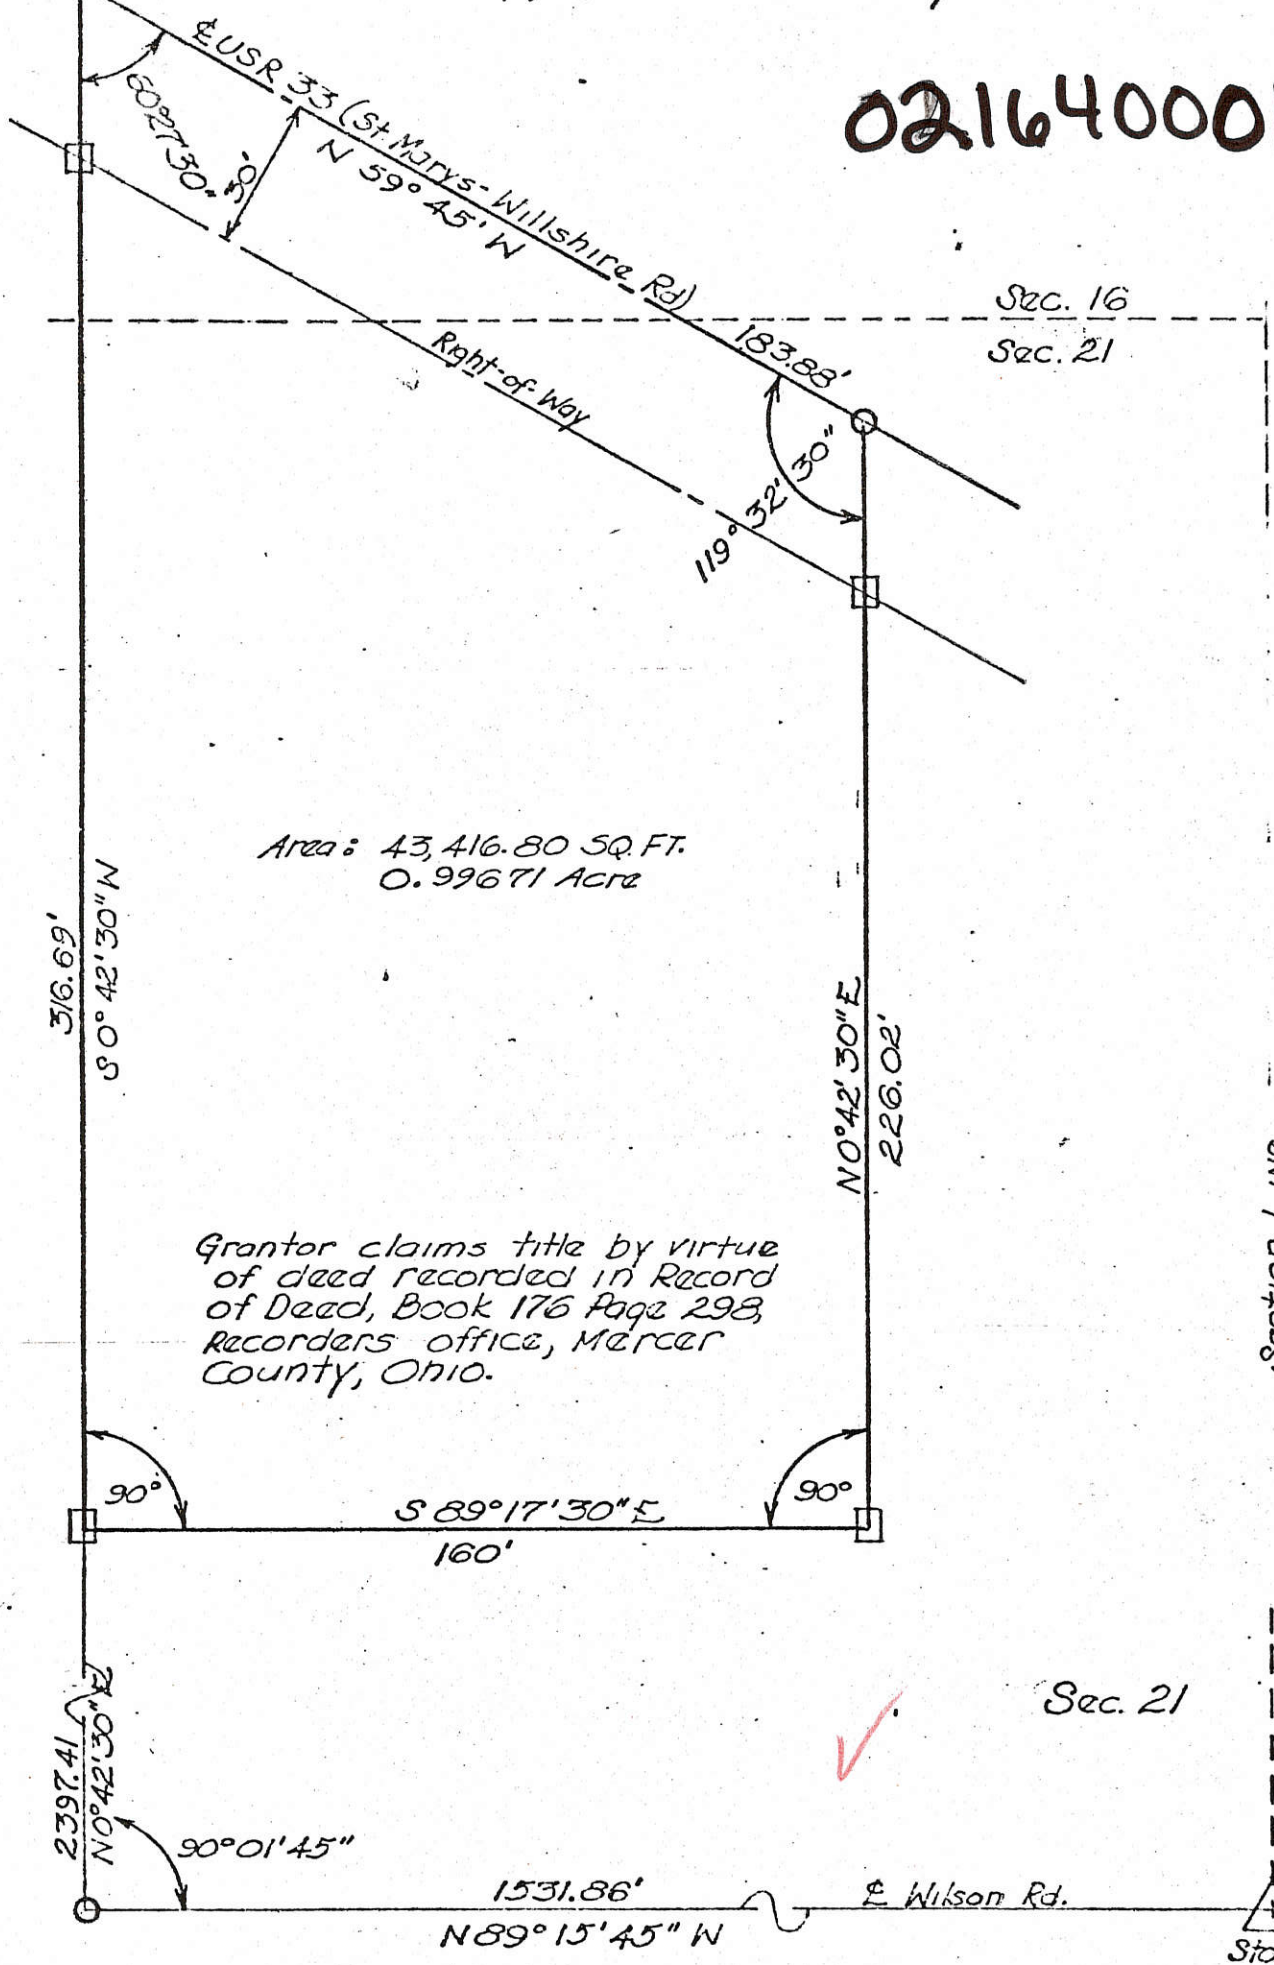 02164000
℄ USR 33 (St. Marys-Willshire Rd)
N 59° 45' W
60°27'30"
30'
183.88'
Sec. 16
Sec. 21
Right-of-Way
119° 32' 30"
Area: 43,416.80 SQ. FT.
0.99671 Acre
316.69'
S 0° 42' 30" W
N 0° 42' 30" E
226.02'
Section Line
Grantor claims title by virtue
of deed recorded in Record
of Deed, Book 176 Page 298,
Recorders office, Mercer
County, Ohio.
90°
90°
S 89° 17' 30" E
160'
Sec. 21
2397.41
N 0° 42' 30" E
90° 01' 45"
1531.86'
℄ Wilson Rd.
N 89° 15' 45" W